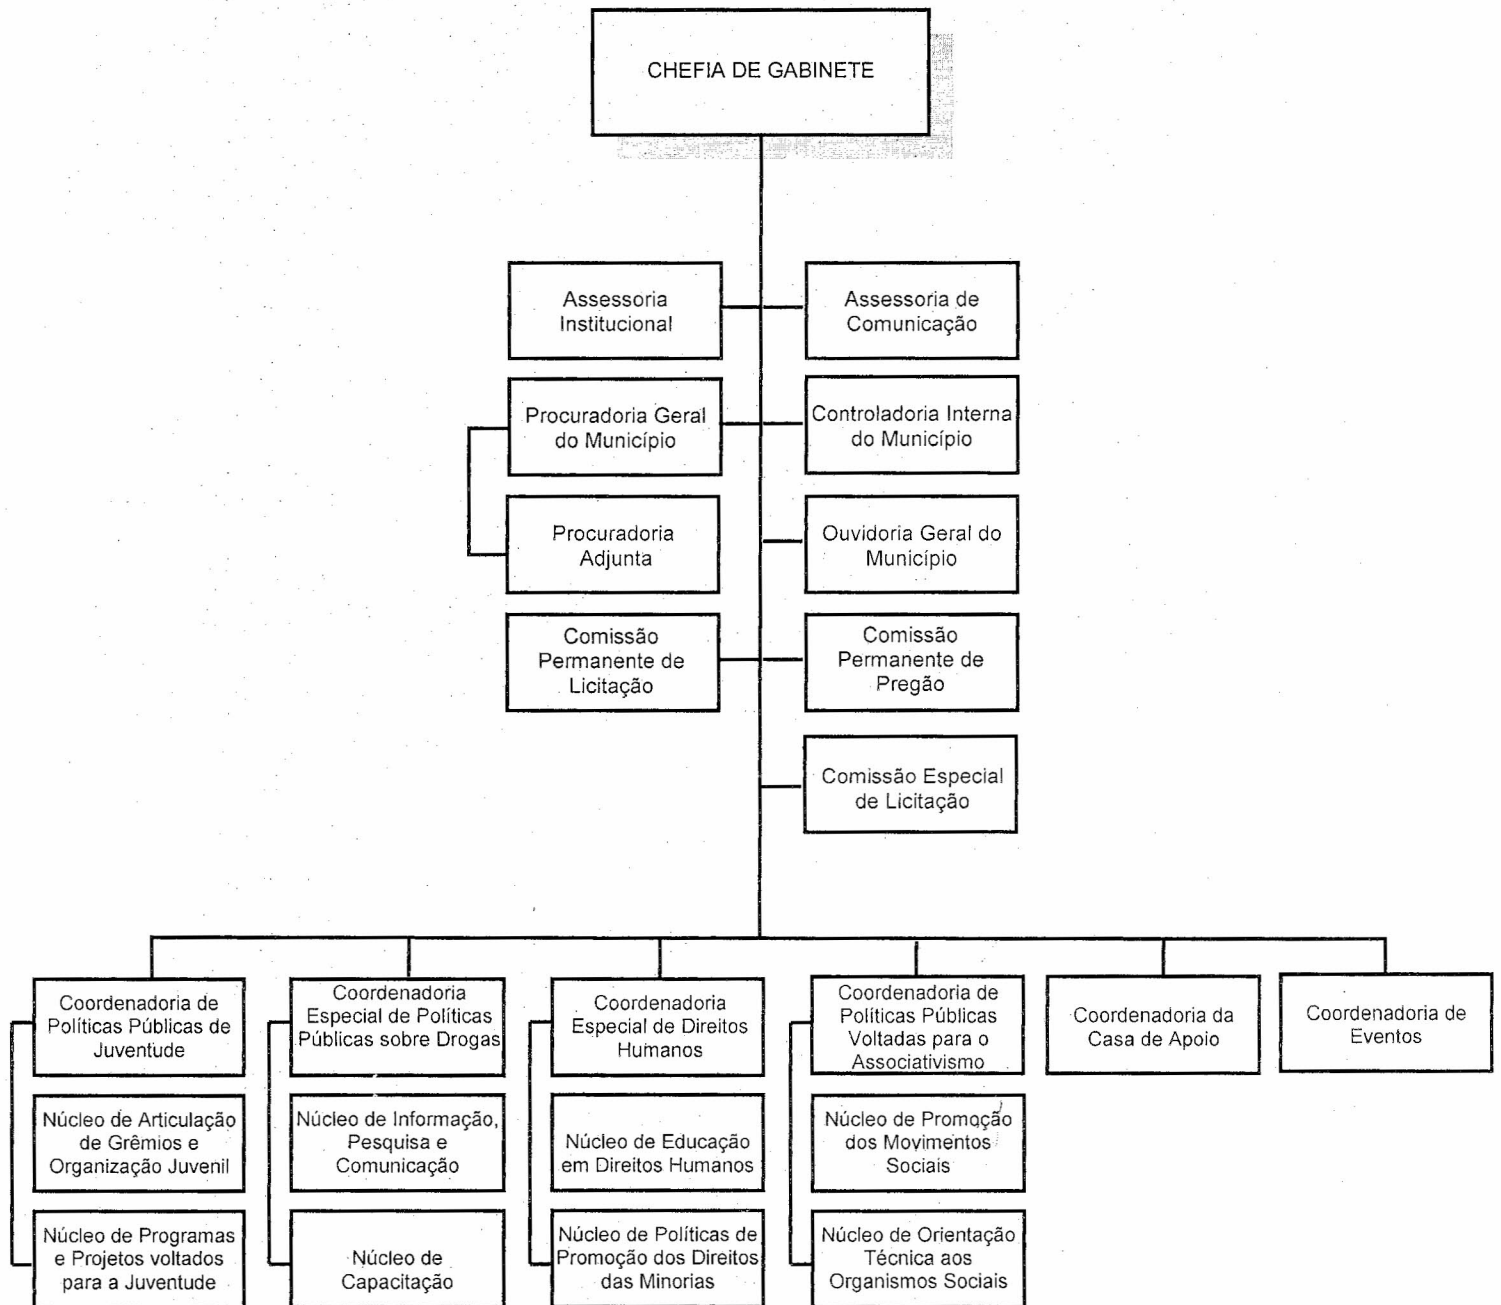 CHEFIA DE GABINETE
Assessoria
Institucional
Assessoria de
Comunicação
Procuradoria Geral
do Município
Controladoria Interna
do Município
Procuradoria
Adjunta
Ouvidoria Geral do
Município
Comissão
Permanente de
Licitação
Comissão
Permanente de
Pregão
Comissão Especial
de Licitação
Coordenadoria de
Políticas Públicas de
Juventude
Coordenadoria
Especial de Políticas
Públicas sobre Drogas
Coordenadoria
Especial de Direitos
Humanos
Coordenadoria de
Políticas Públicas
Voltadas para o
Associativismo
Coordenadoria da
Casa de Apoio
Coordenadoria de
Eventos
Núcleo de Articulação
de Grêmios e
Organização Juvenil
Núcleo de Informação,
Pesquisa e
Comunicação
Núcleo de Educação
em Direitos Humanos
Núcleo de Promoção
dos Movimentos
Sociais
Núcleo de Programas
e Projetos voltados
para a Juventude
Núcleo de
Capacitação
Núcleo de Políticas de
Promoção dos Direitos
das Minorias
Núcleo de Orientação
Técnica aos
Organismos Sociais